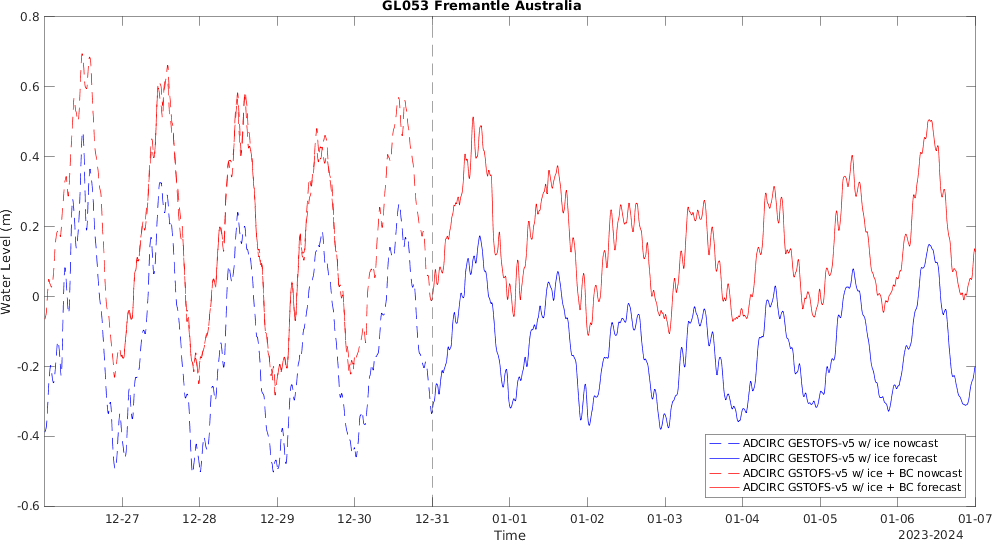 GL053 Fremantle Australia
0.8
0.6
0.4
0.2
0
-0.2
-0.4
-0.6
Water Level (m)
12-27 12-28 12-29 12-30 12-31 01-01 01-02 01-03 01-04 01-05 01-06 01-07
Time
2023-2024
ADCIRC GESTOFS-v5 w/ ice nowcast
ADCIRC GESTOFS-v5 w/ ice forecast
ADCIRC GSTOFS-v5 w/ ice + BC nowcast
ADCIRC GSTOFS-v5 w/ ice + BC forecast